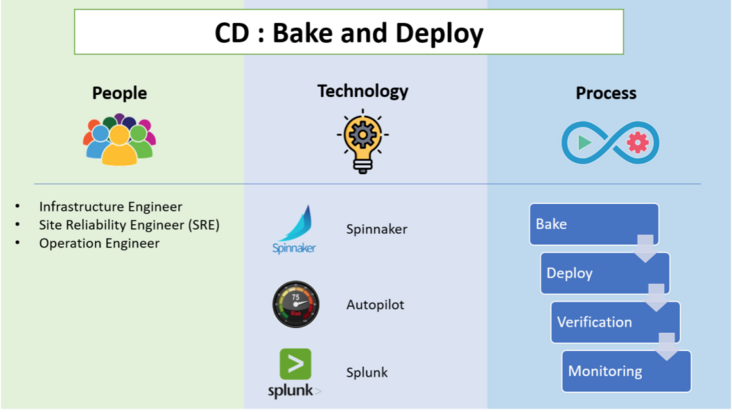 CD : Bake and Deploy
People
Technology
Process
• Infrastructure Engineer
• Site Reliability Engineer (SRE)
• Operation Engineer
Spinnaker
Spinnaker
75
Autopilot
splunk>
Splunk
Bake
Deploy
Verification
Monitoring